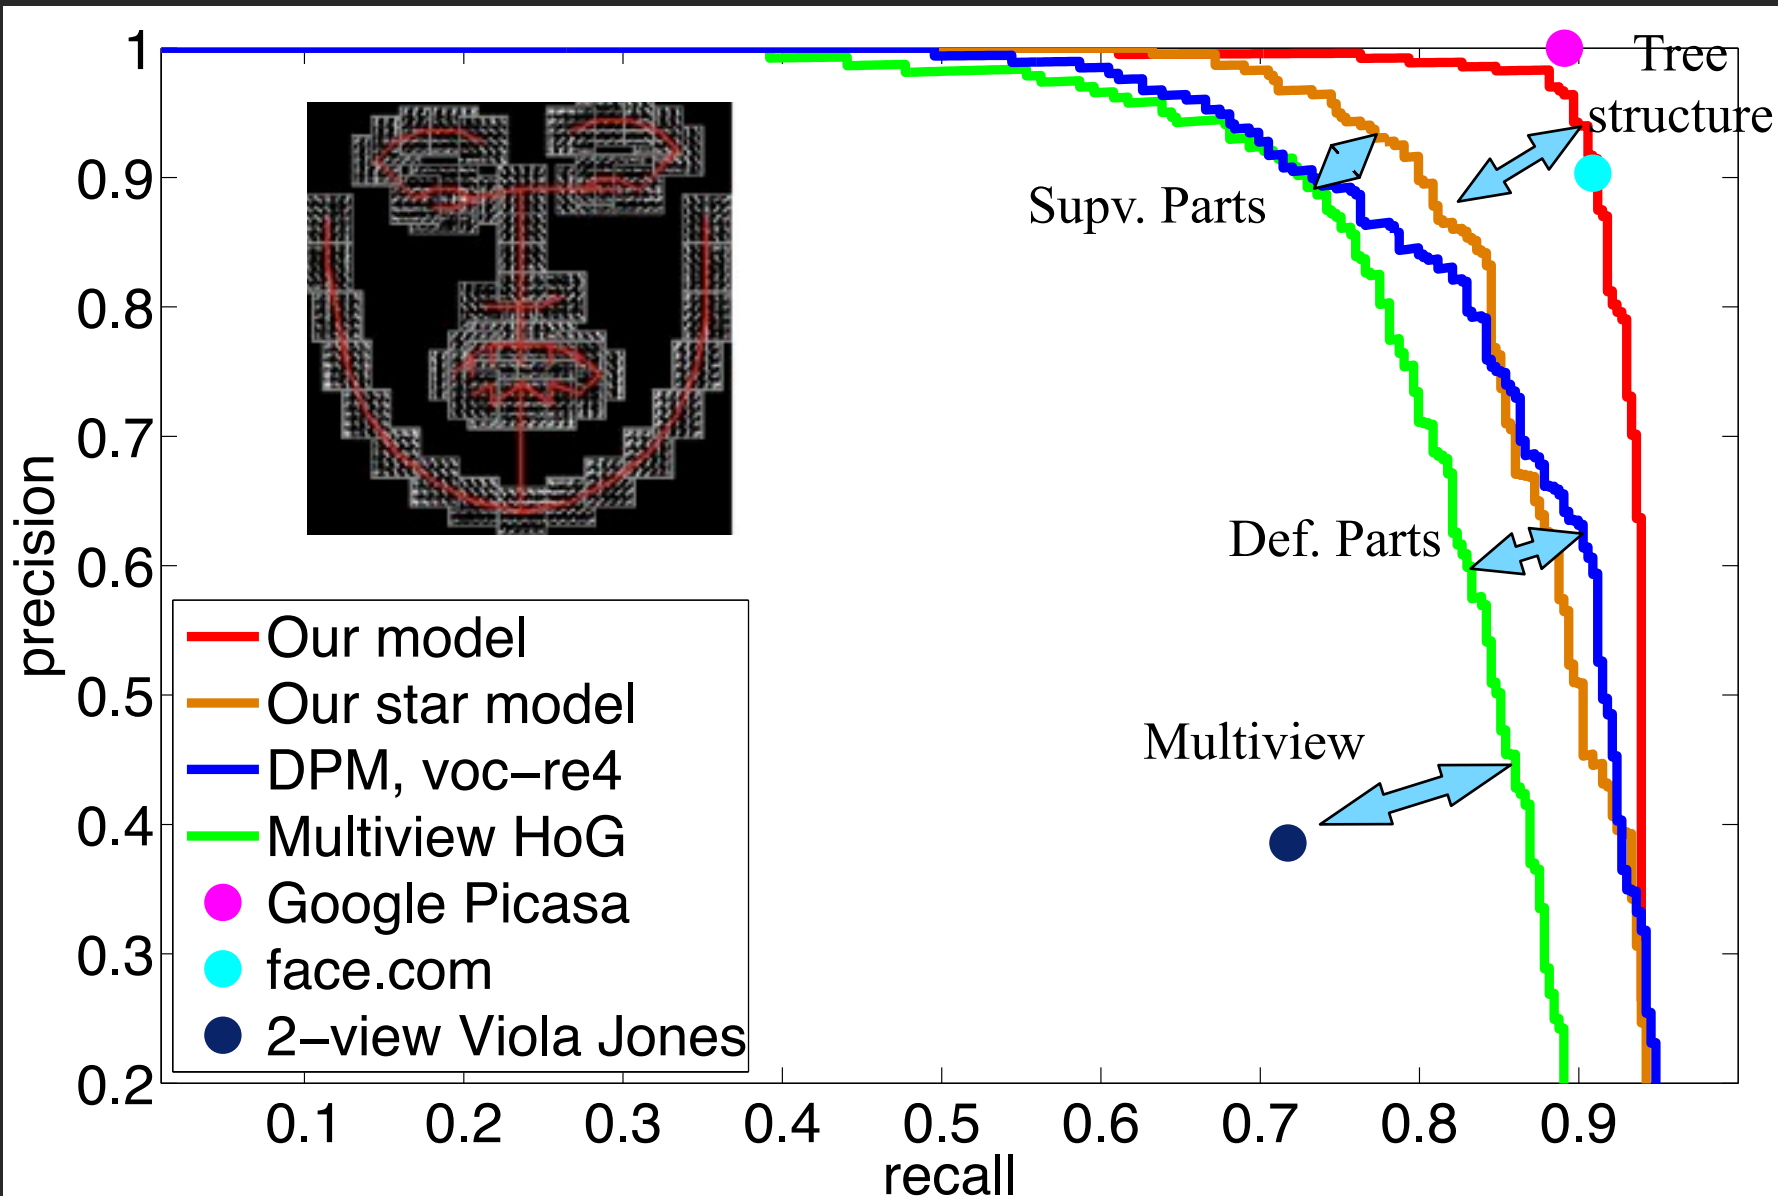 1
0.9
0.8
0.7
0.6
0.5
0.4
0.3
0.2
precision
Tree
structure
Supv. Parts
Def. Parts
Multiview
Our model
Our star model
DPM, voc−re4
Multiview HoG
Google Picasa
face.com
2−view Viola Jones
0.1 0.2 0.3 0.4 0.5 0.6 0.7 0.8 0.9
recall